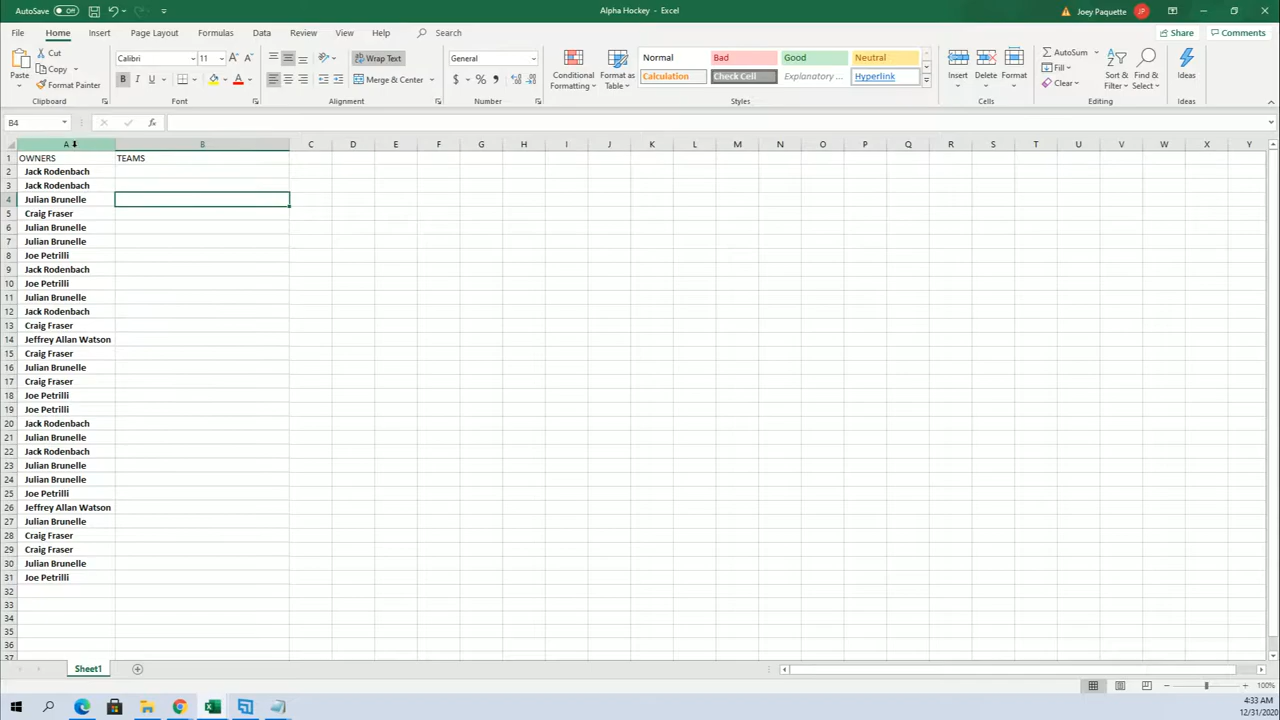 AutoSave Off
Alpha Hockey - Excel
Joey Paquette JP
File Home Insert Page Layout Formulas Data Review View Help Search
Share Comments
Paste
Cut
Copy
Format Painter
Clipboard
Calibri 11
B I U
Font
Wrap Text
Merge & Center
Alignment
General
$ % ,
Number
Conditional Formatting
Format as Table
Normal Bad Good Neutral
Calculation Check Cell Explanatory ... Hyperlink
Styles
Insert Delete Format
Cells
AutoSum
Fill
Clear
Sort & Filter
Find & Select
Editing
Ideas
Ideas
B4 fx
A B C D E F G H I J K L M N O P Q R S T U V W X Y
1 OWNERS TEAMS
2 Jack Rodenbach
3 Jack Rodenbach
4 Julian Brunelle
5 Craig Fraser
6 Julian Brunelle
7 Julian Brunelle
8 Joe Petrilli
9 Jack Rodenbach
10 Joe Petrilli
11 Julian Brunelle
12 Jack Rodenbach
13 Craig Fraser
14 Jeffrey Allan Watson
15 Craig Fraser
16 Julian Brunelle
17 Craig Fraser
18 Joe Petrilli
19 Joe Petrilli
20 Jack Rodenbach
21 Julian Brunelle
22 Jack Rodenbach
23 Julian Brunelle
24 Julian Brunelle
25 Joe Petrilli
26 Jeffrey Allan Watson
27 Julian Brunelle
28 Craig Fraser
29 Craig Fraser
30 Julian Brunelle
31 Joe Petrilli
32
33
34
35
36
37
Sheet1
100%
4:33 AM
12/31/2020